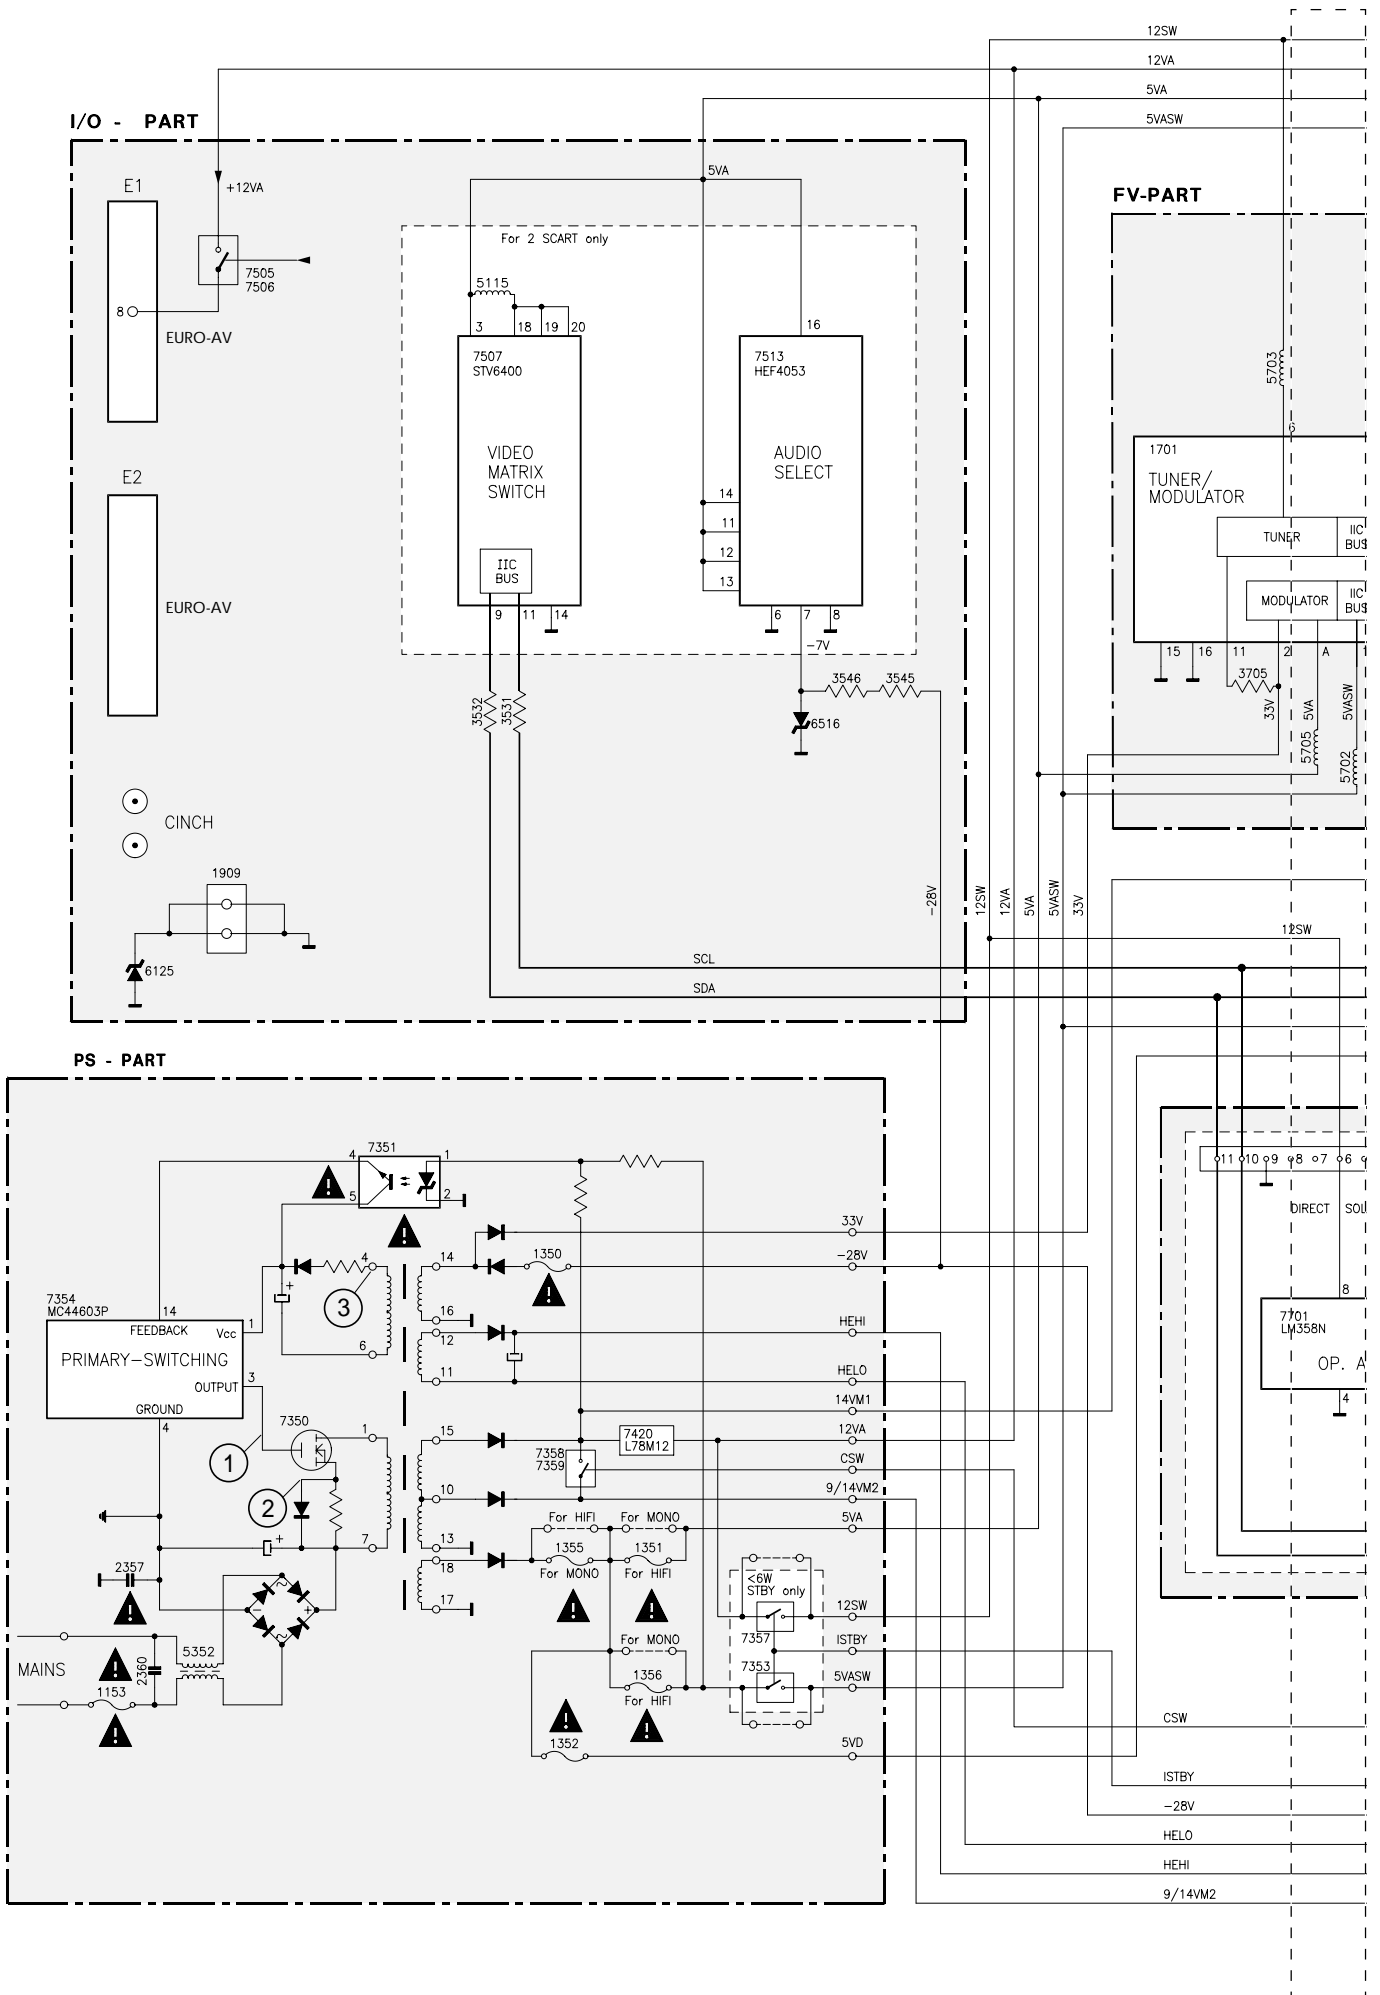 12SW
12VA
5VA
5VASW
I/O - PART
FV-PART
E1
+12VA
5VA
For 2 SCART only
7505
7506
8
EURO-AV
5115
3
18
19
20
16
7507
STV6400
7513
HEF4053
5703
6
VIDEO
MATRIX
SWITCH
AUDIO
SELECT
1701
TUNER/
MODULATOR
E2
14
11
12
13
TUNER
IIC
BUS
IIC
BUS
MODULATOR
IIC
BUS
EURO-AV
9
11
14
6
7
8
-7V
15
16
11
2
A
3705
33V
5VA
5VASW
3532
3531
3546
3545
6516
5705
5702
CINCH
1909
-28V
12SW
12VA
5VA
5VASW
33V
12SW
6125
SCL
SDA
PS - PART
7351
4
1
5
2
11
10
9
8
7
6
DIRECT
SOL
33V
-28V
4
14
1350
3
7354
MC44603P
14
16
FEEDBACK
Vcc
1
PRIMARY-SWITCHING
6
12
HEHI
8
7701
LM358N
OP. A
11
HELO
OUTPUT
3
GROUND
4
14VM1
4
7350
1
15
7420
L78M12
12VA
1
7358
7359
CSW
2
10
9/14VM2
+
7
13
For HIFI
For MONO
5VA
1355
1351
2357
18
For MONO
For HIFI
<6W
STBY only
17
12SW
7357
MAINS
2360
5352
For MONO
ISTBY
7353
1153
1356
5VASW
For HIFI
1352
5VD
CSW
ISTBY
-28V
HELO
HEHI
9/14VM2